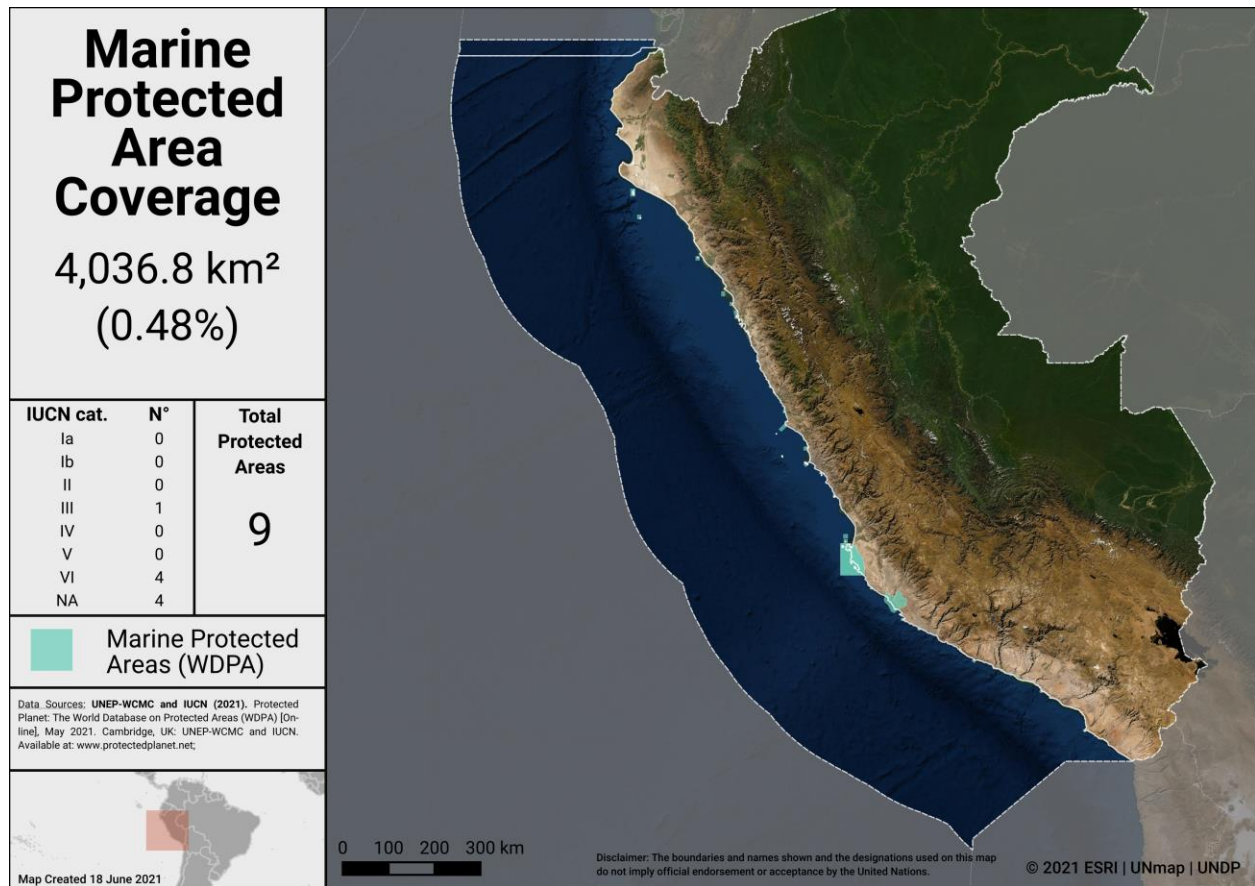 Marine
Protected
Area
Coverage
4,036.8 km²
(0.48%)
IUCN cat. N°
Ia 0
Ib 0
II 0
III 1
IV 0
V 0
VI 4
NA 4
Total
Protected
Areas
9
Marine Protected
Areas (WDPA)
Data Sources: UNEP-WCMC and IUCN (2021). Protected
Planet: The World Database on Protected Areas (WDPA) [On-
line], May 2021. Cambridge, UK: UNEP-WCMC and IUCN.
Available at: www.protectedplanet.net;
Map Created 18 June 2021
0 100 200 300 km
Disclaimer: The boundaries and names shown and the designations used on this map
do not imply official endorsement or acceptance by the United Nations.
© 2021 ESRI | UNmap | UNDP